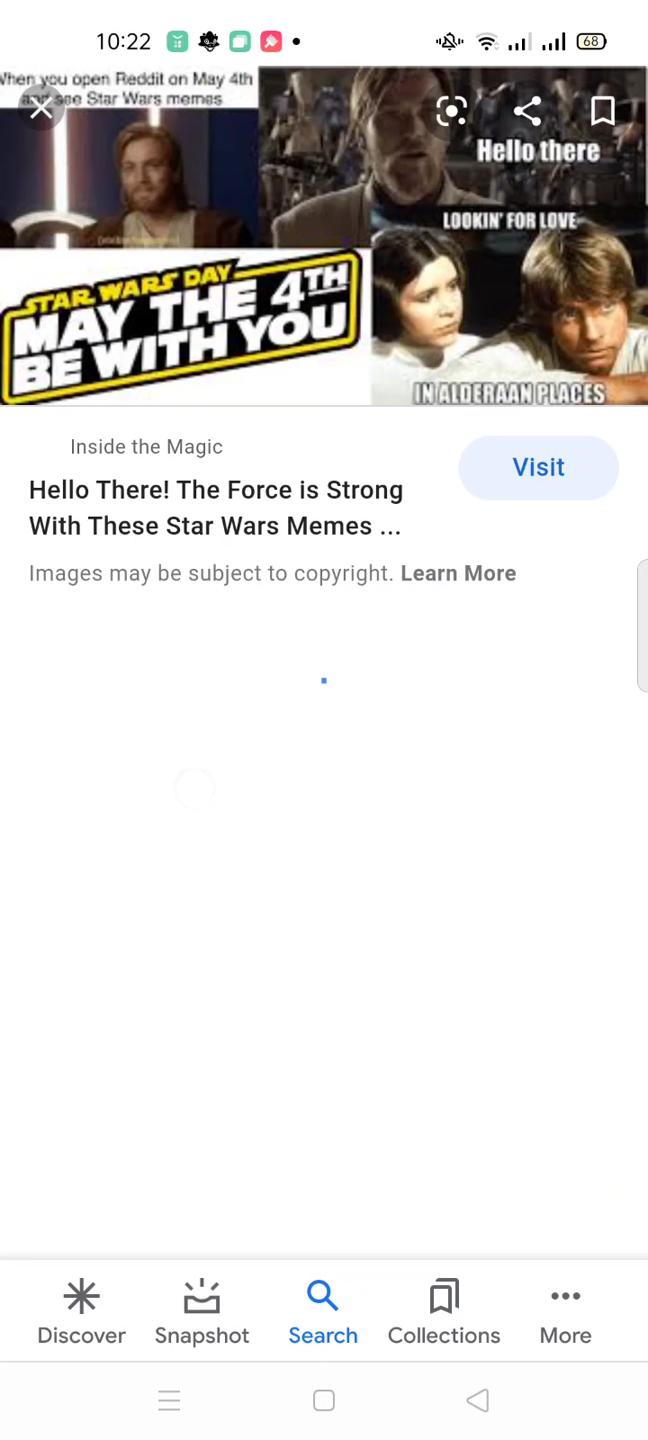 10:22
68
When you open Reddit on May 4th
and see Star Wars memes
Hello there
LOOKIN' FOR LOVE
STAR WARS DAY
MAY THE 4TH
BE WITH YOU
IN ALDERAAN PLACES
Inside the Magic
Visit
Hello There! The Force is Strong
With These Star Wars Memes ...
Images may be subject to copyright. Learn More
Discover
Snapshot
Search
Collections
More